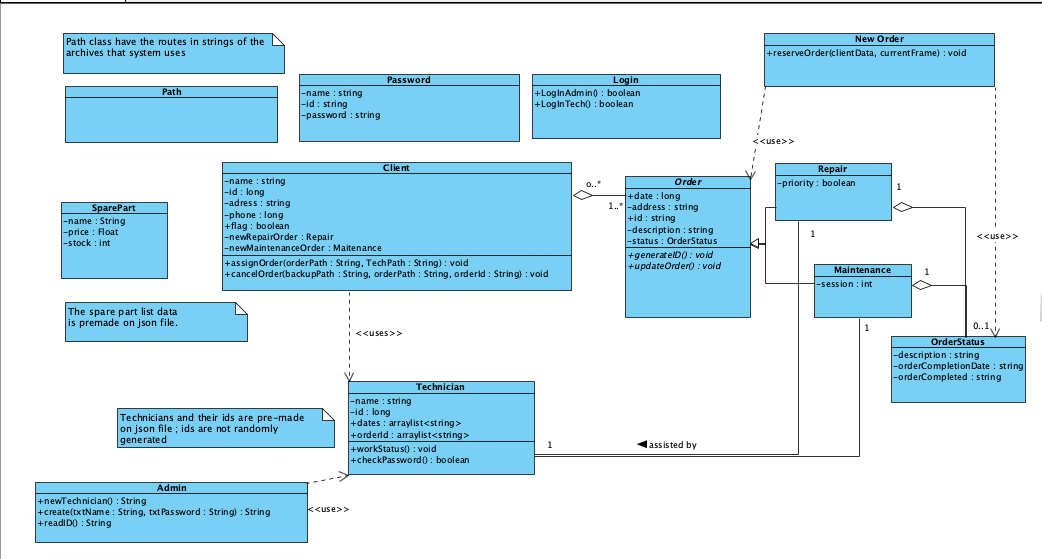 Path class have the routes in strings of the
archives that system uses
Path
Password
-name : string
-id : string
-password : string
Login
+LogInAdmin() : boolean
+LogInTech() : boolean
New Order
+reserveOrder(clientData, currentFrame) : void
<<use>>
<<use>>
Client
-name : string
-id : long
-adress : string
-phone : long
+flag : boolean
-newRepairOrder : Repair
-newMaintenanceOrder : Maitenance
+assignOrder(orderPath : String, TechPath : String) : void
+cancelOrder(backupPath : String, orderPath : String, orderId : String) : void
o..*
1..*
Order
+date : long
-address : string
+id : string
-description : string
-status : OrderStatus
+generateID() : void
+updateOrder() : void
Repair
-priority : boolean
1
1
Maintenance
-session : int
1
1
0..1
OrderStatus
-description : string
-orderCompletionDate : string
-orderCompleted : string
SparePart
-name : String
-price : Float
-stock : int
The spare part list data
is premade on json file.
<<uses>>
Technician
-name : string
-id : long
+dates : arraylist<string>
+orderId : arraylist<string>
+workStatus() : void
+checkPassword() : boolean
1
assisted by
Technicians and their ids are pre-made
on json file ; ids are not randomly
generated
Admin
+newTechnician() : String
+create(txtName : String, txtPassword : String) : String
+readID() : String
<<use>>